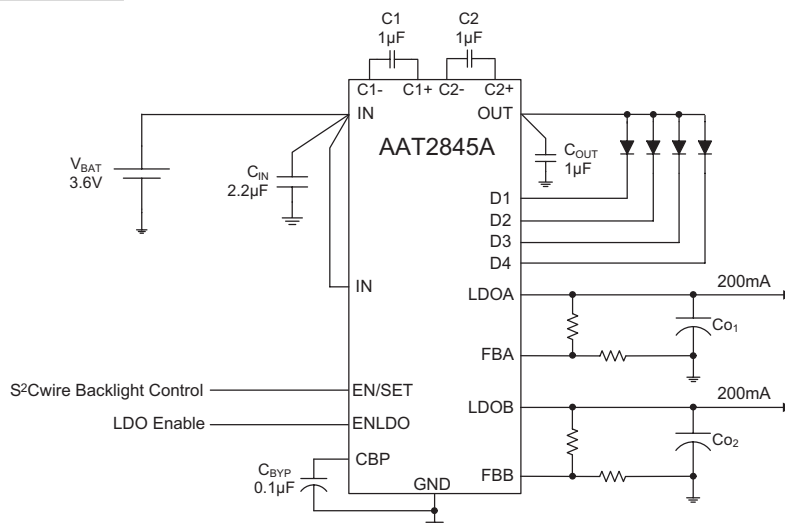 C1
1µF
C2
1µF
C1-
C1+
C2-
C2+
IN
OUT
AAT2845A
VBAT
3.6V
CIN
2.2µF
COUT
1µF
D1
D2
D3
D4
IN
LDOA
200mA
Co1
FBA
S2Cwire Backlight Control
EN/SET
LDOB
200mA
LDO Enable
ENLDO
Co2
CBP
CBYP
0.1µF
FBB
GND